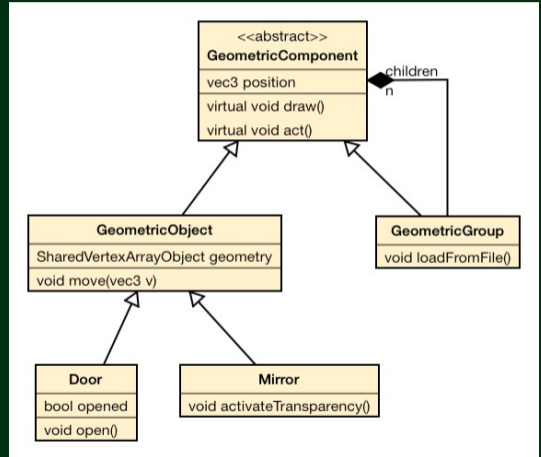 <<abstract>>
GeometricComponent
vec3 position
virtual void draw()
virtual void act()
children
n
GeometricObject
SharedVertexArrayObject geometry
void move(vec3 v)
GeometricGroup
void loadFromFile()
Door
bool opened
void open()
Mirror
void activateTransparency()